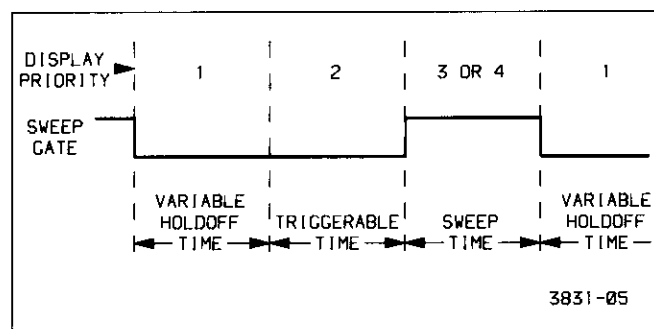 DISPLAY
PRIORITY
1
2
3 OR 4
1
SWEEP
GATE
VARIABLE
HOLDOFF
TIME
TRIGGERABLE
TIME
SWEEP
TIME
VARIABLE
HOLDOFF
TIME
3831-05